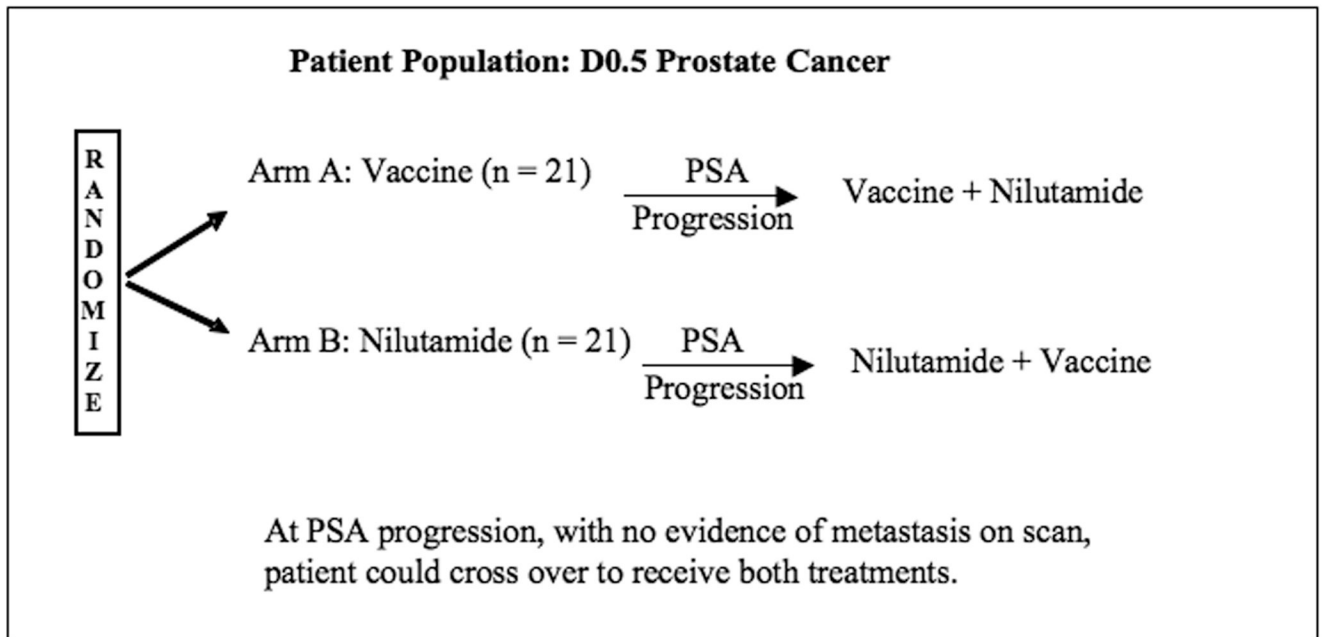 Patient Population: D0.5 Prostate Cancer
RANDOMIZE
Arm A: Vaccine (n = 21)
PSA
Progression
Vaccine + Nilutamide
Arm B: Nilutamide (n = 21)
PSA
Progression
Nilutamide + Vaccine
At PSA progression, with no evidence of metastasis on scan,
patient could cross over to receive both treatments.